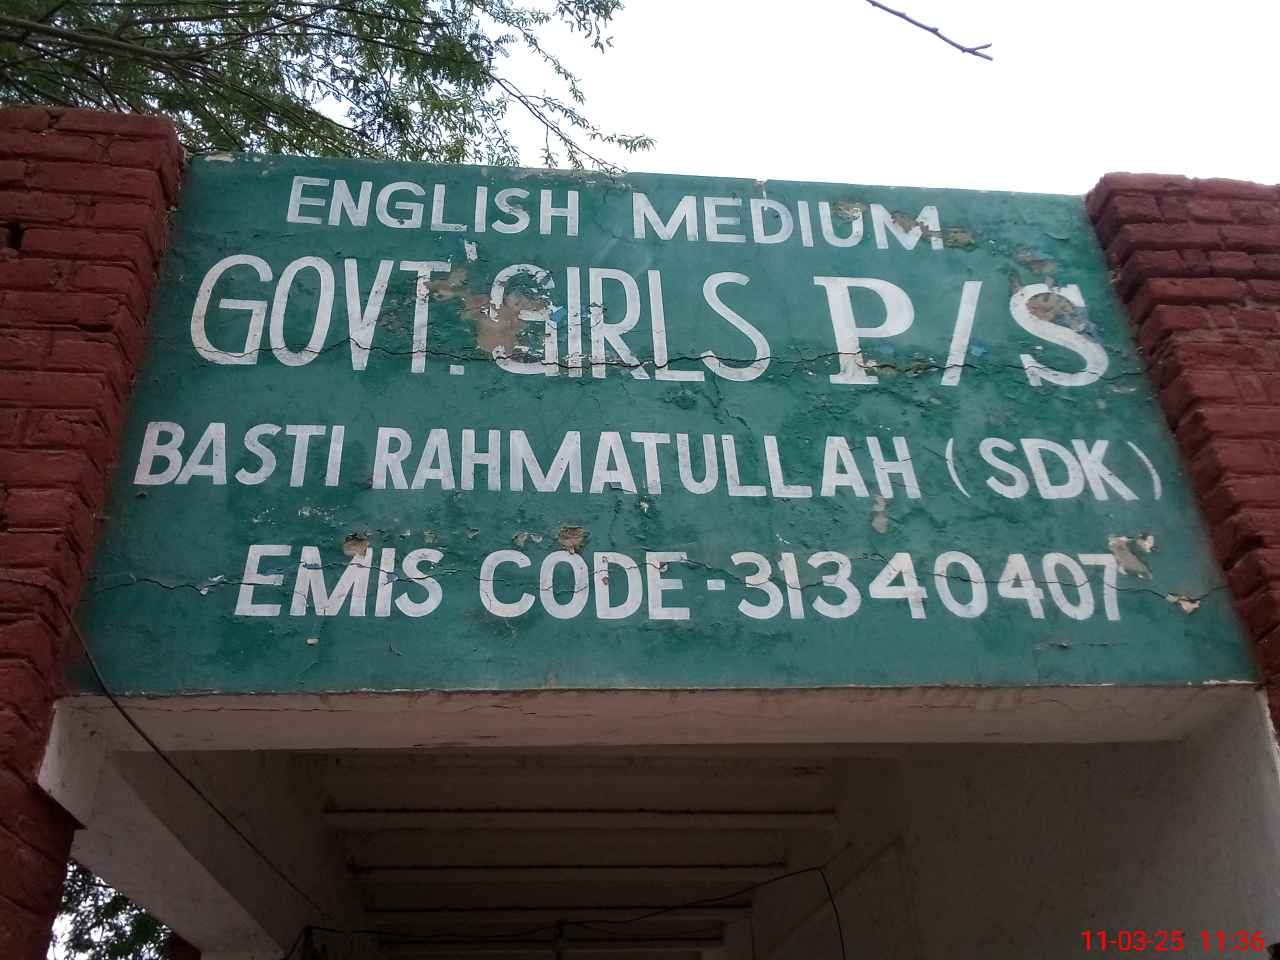 ENGLISH MEDIUM
GOVT. GIRLS P/S
BASTI RAHMATULLAH (SDK)
EMIS CODE-31340407
11-03-25 11:36